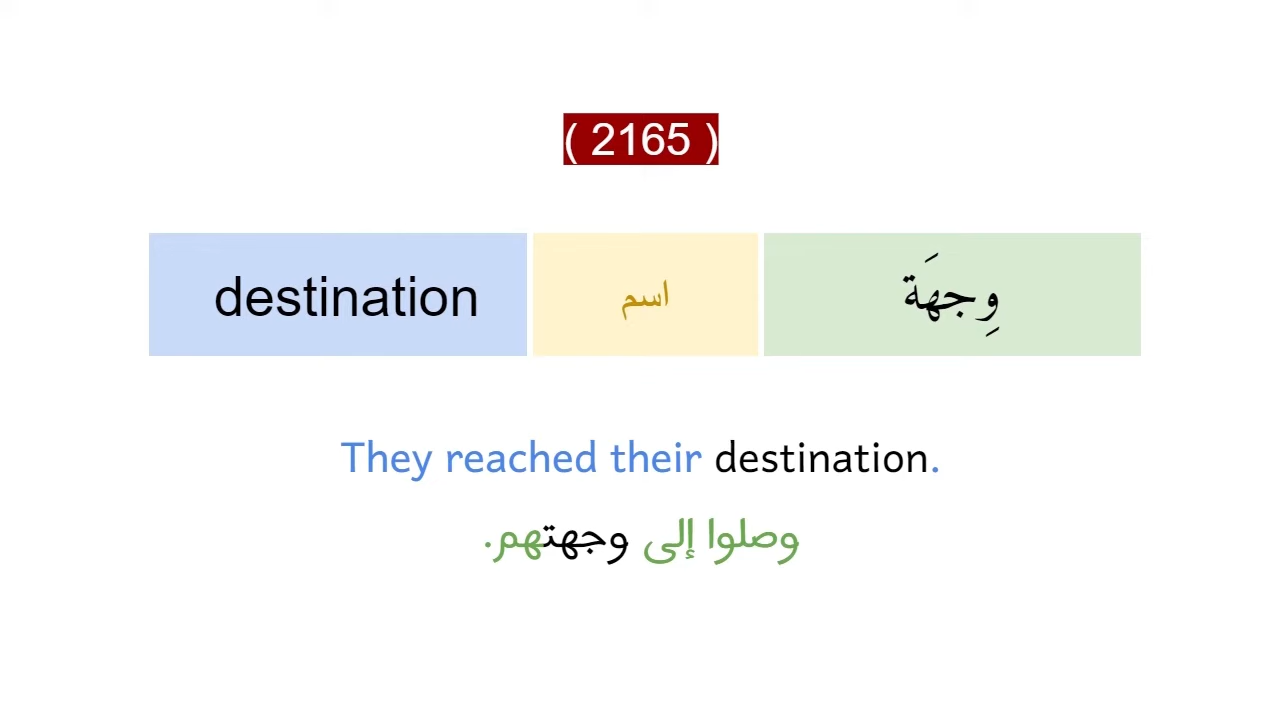 ( 2165 )
destination اسم وِجهَة
They reached their destination.
وصلوا إلى وجهتهم.